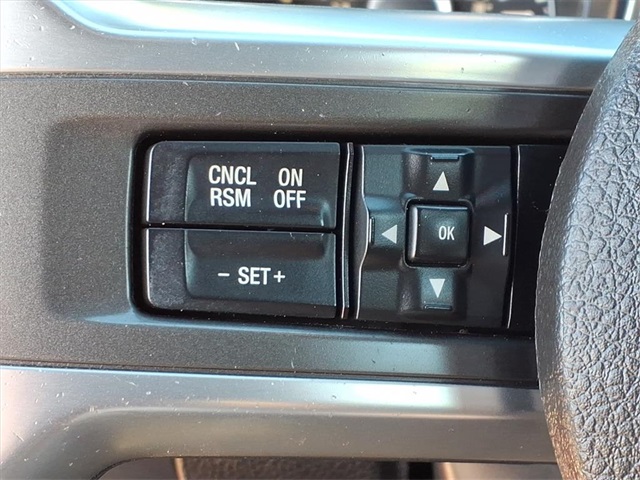 CNCL ON
RSM OFF
- SET +
OK